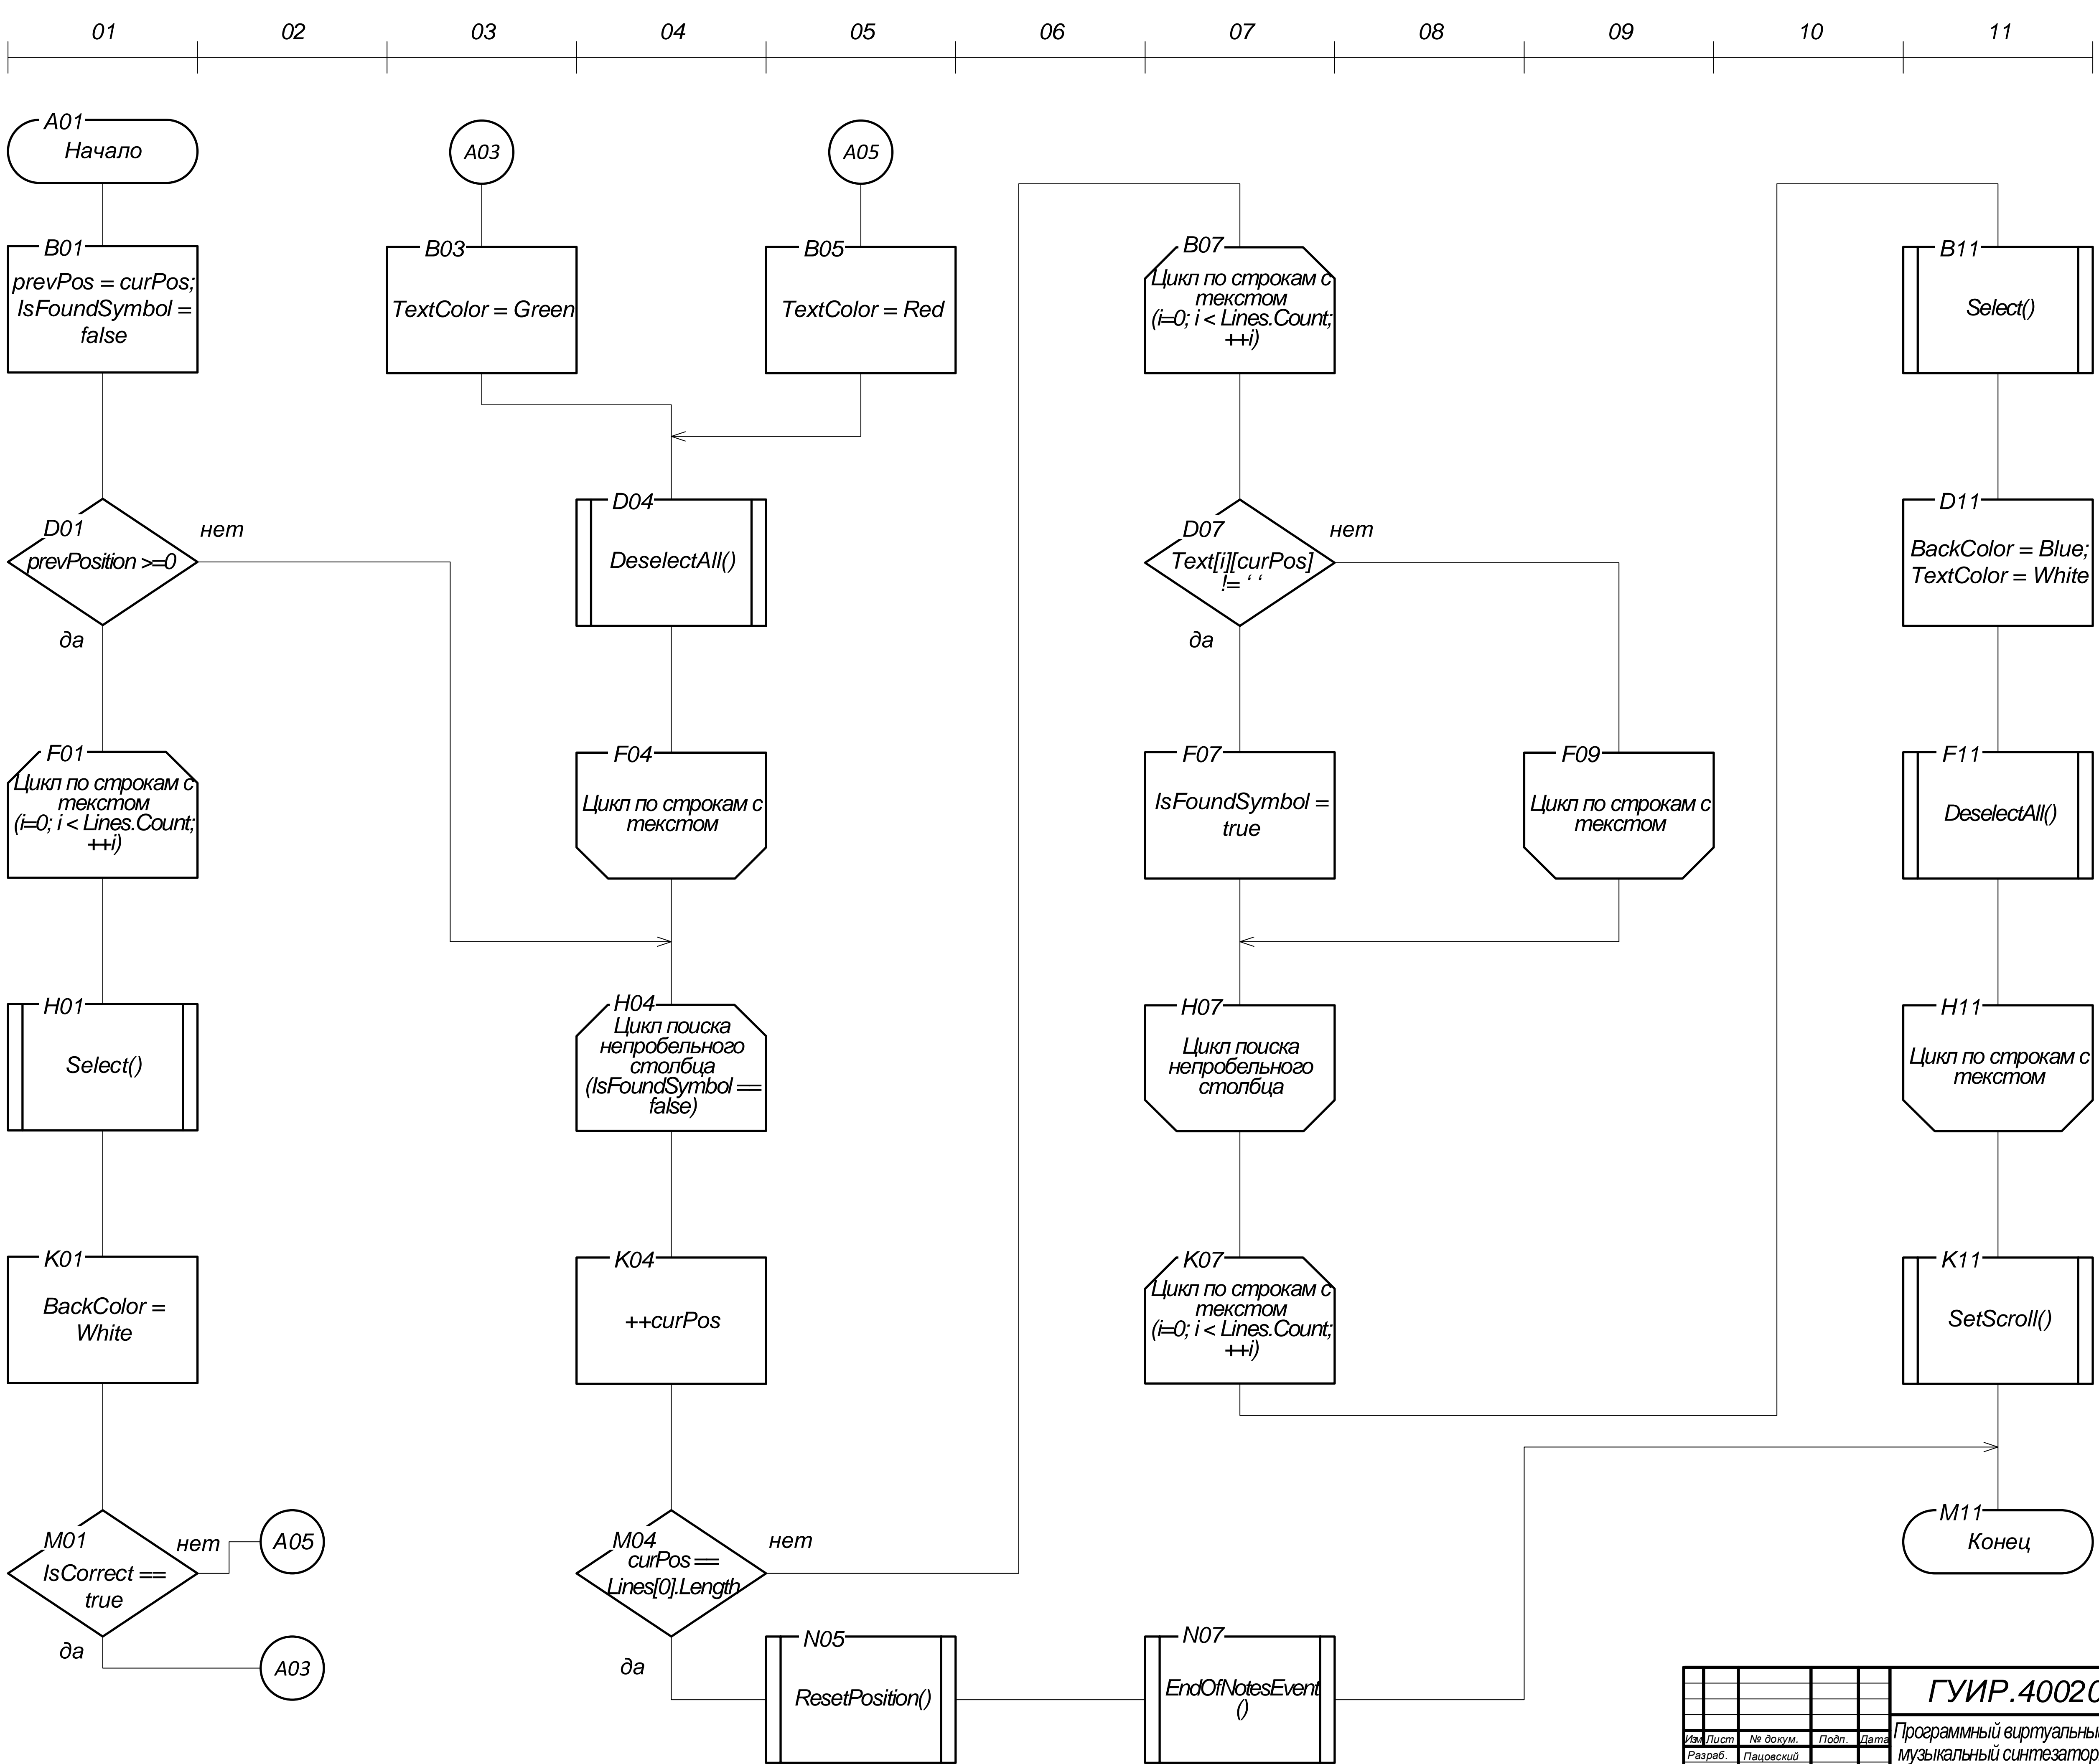 01 02 03 04 05 06 07 08 09 10 11
A01
Начало
B01
prevPos = curPos;
IsFoundSymbol =
false
D01
prevPosition >=0
нет
да
F01
Цикл по строкам с
текстом
(i=0; i < Lines.Count;
++i)
H01
Select()
K01
BackColor =
White
M01
IsCorrect ==
true
нет
A05
да
A03
A03
B03
TextColor = Green
A05
B05
TextColor = Red
D04
DeselectAll()
F04
Цикл по строкам с
текстом
H04
Цикл поиска
непробельного
столбца
(IsFoundSymbol ==
false)
K04
++curPos
M04
curPos ==
Lines[0].Length
нет
да
N05
ResetPosition()
N07
EndOfNotesEvent
()
B07
Цикл по строкам с
текстом
(i=0; i < Lines.Count;
++i)
D07
Text[i][curPos]
!= ‘ ‘
нет
да
F07
IsFoundSymbol =
true
F09
Цикл по строкам с
текстом
H07
Цикл поиска
непробельного
столбца
K07
Цикл по строкам с
текстом
(i=0; i < Lines.Count;
++i)
B11
Select()
D11
BackColor = Blue;
TextColor = White
F11
DeselectAll()
H11
Цикл по строкам с
текстом
K11
SetScroll()
M11
Конец
ГУИР.40020
Программный виртуальны
музыкальный синтезатор
Изм Лист № докум. Подп. Дата
Разраб. Пацовский